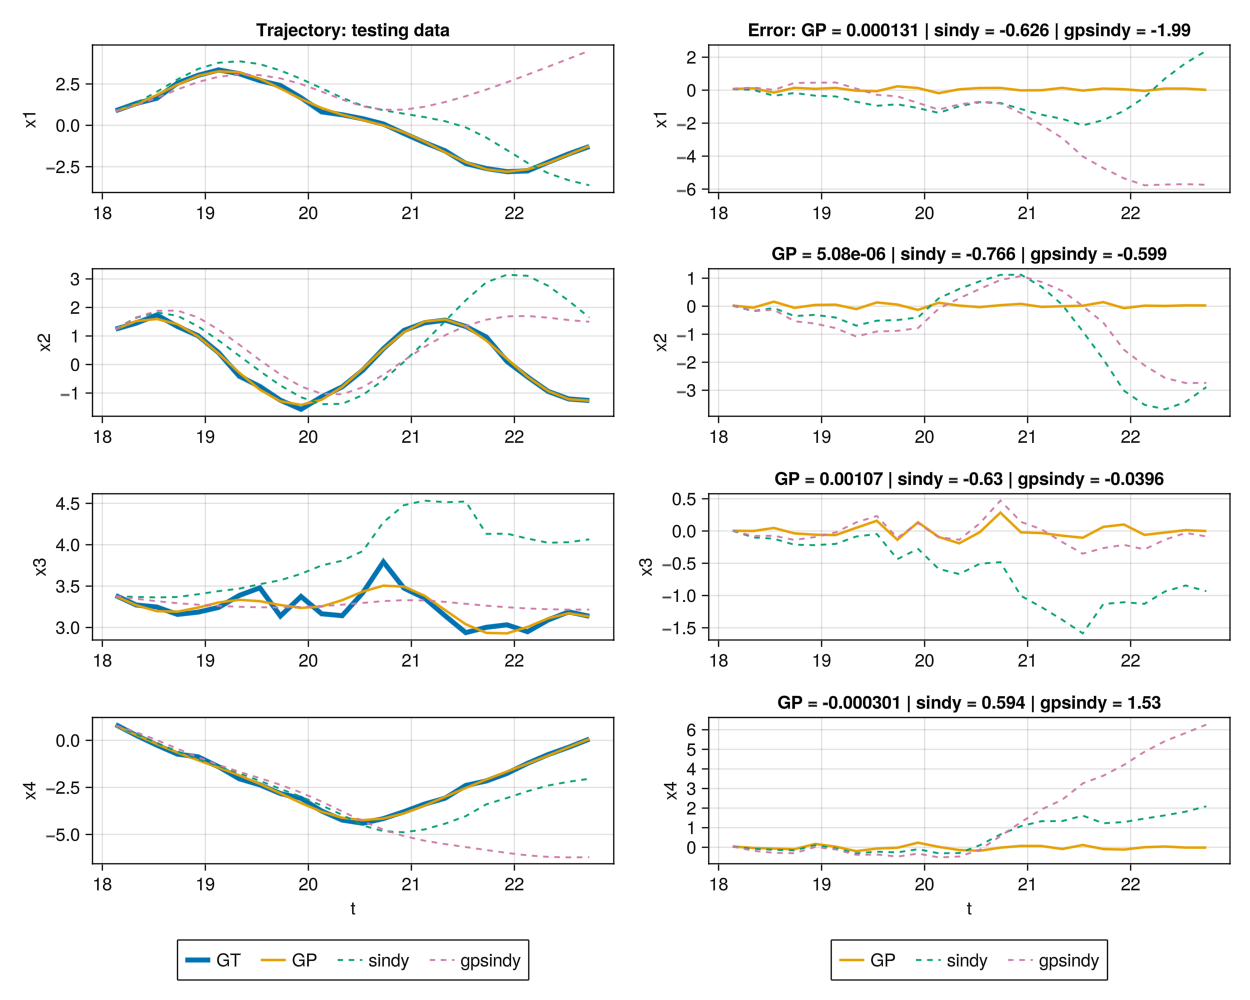 Trajectory: testing data
x1
2.5
0.0
−2.5
18 19 20 21 22
Error: GP = 0.000131 | sindy = -0.626 | gpsindy = -1.99
x1
2
0
−2
−4
−6
18 19 20 21 22
x2
3
2
1
0
−1
18 19 20 21 22
GP = 5.08e-06 | sindy = -0.766 | gpsindy = -0.599
x2
1
0
−1
−2
−3
18 19 20 21 22
x3
4.5
4.0
3.5
3.0
18 19 20 21 22
GP = 0.00107 | sindy = -0.63 | gpsindy = -0.0396
x3
0.5
0.0
−0.5
−1.0
−1.5
18 19 20 21 22
x4
0.0
−2.5
−5.0
18 19 20 21 22
t
GP = -0.000301 | sindy = 0.594 | gpsindy = 1.53
x4
6
5
4
3
2
1
0
18 19 20 21 22
t
GT GP sindy gpsindy
GP sindy gpsindy